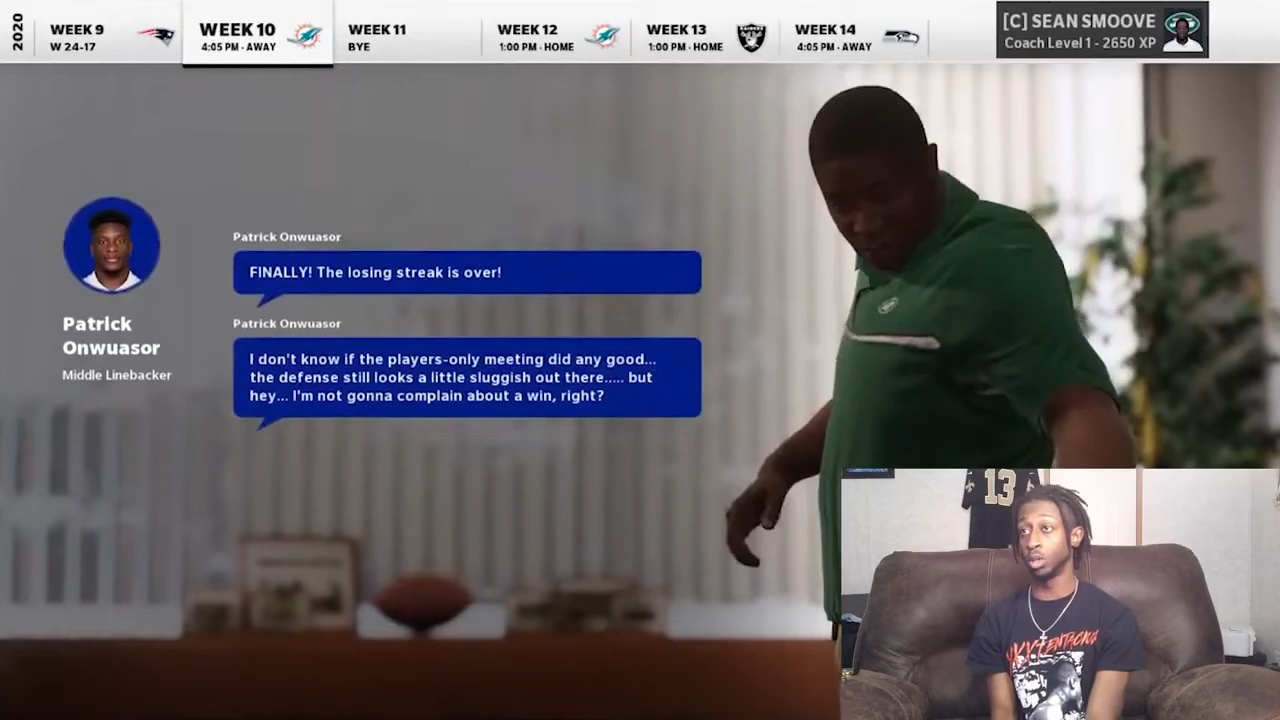 2020
WEEK 9
W 24-17
WEEK 10
4:05 PM - AWAY
WEEK 11
BYE
WEEK 12
1:00 PM - HOME
WEEK 13
1:00 PM - HOME
WEEK 14
4:05 PM - AWAY
[C] SEAN SMOOVE
Coach Level 1 - 2650 XP
Patrick
Onwuasor
Middle Linebacker
Patrick Onwuasor
FINALLY! The losing streak is over!
Patrick Onwuasor
I don't know if the players-only meeting did any good...
the defense still looks a little sluggish out there..... but
hey... I'm not gonna complain about a win, right?
13